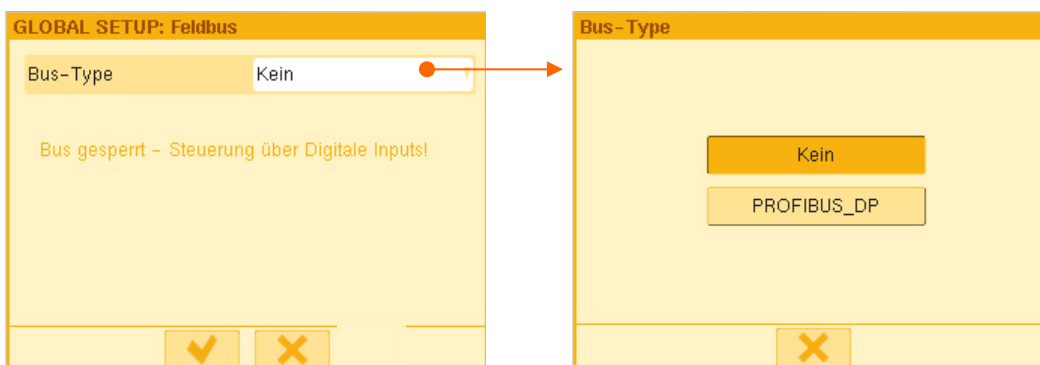 GLOBAL SETUP: Feldbus
Bus-Type Kein
Bus gesperrt - Steuerung über Digitale Inputs!
Bus-Type
Kein
PROFIBUS_DP